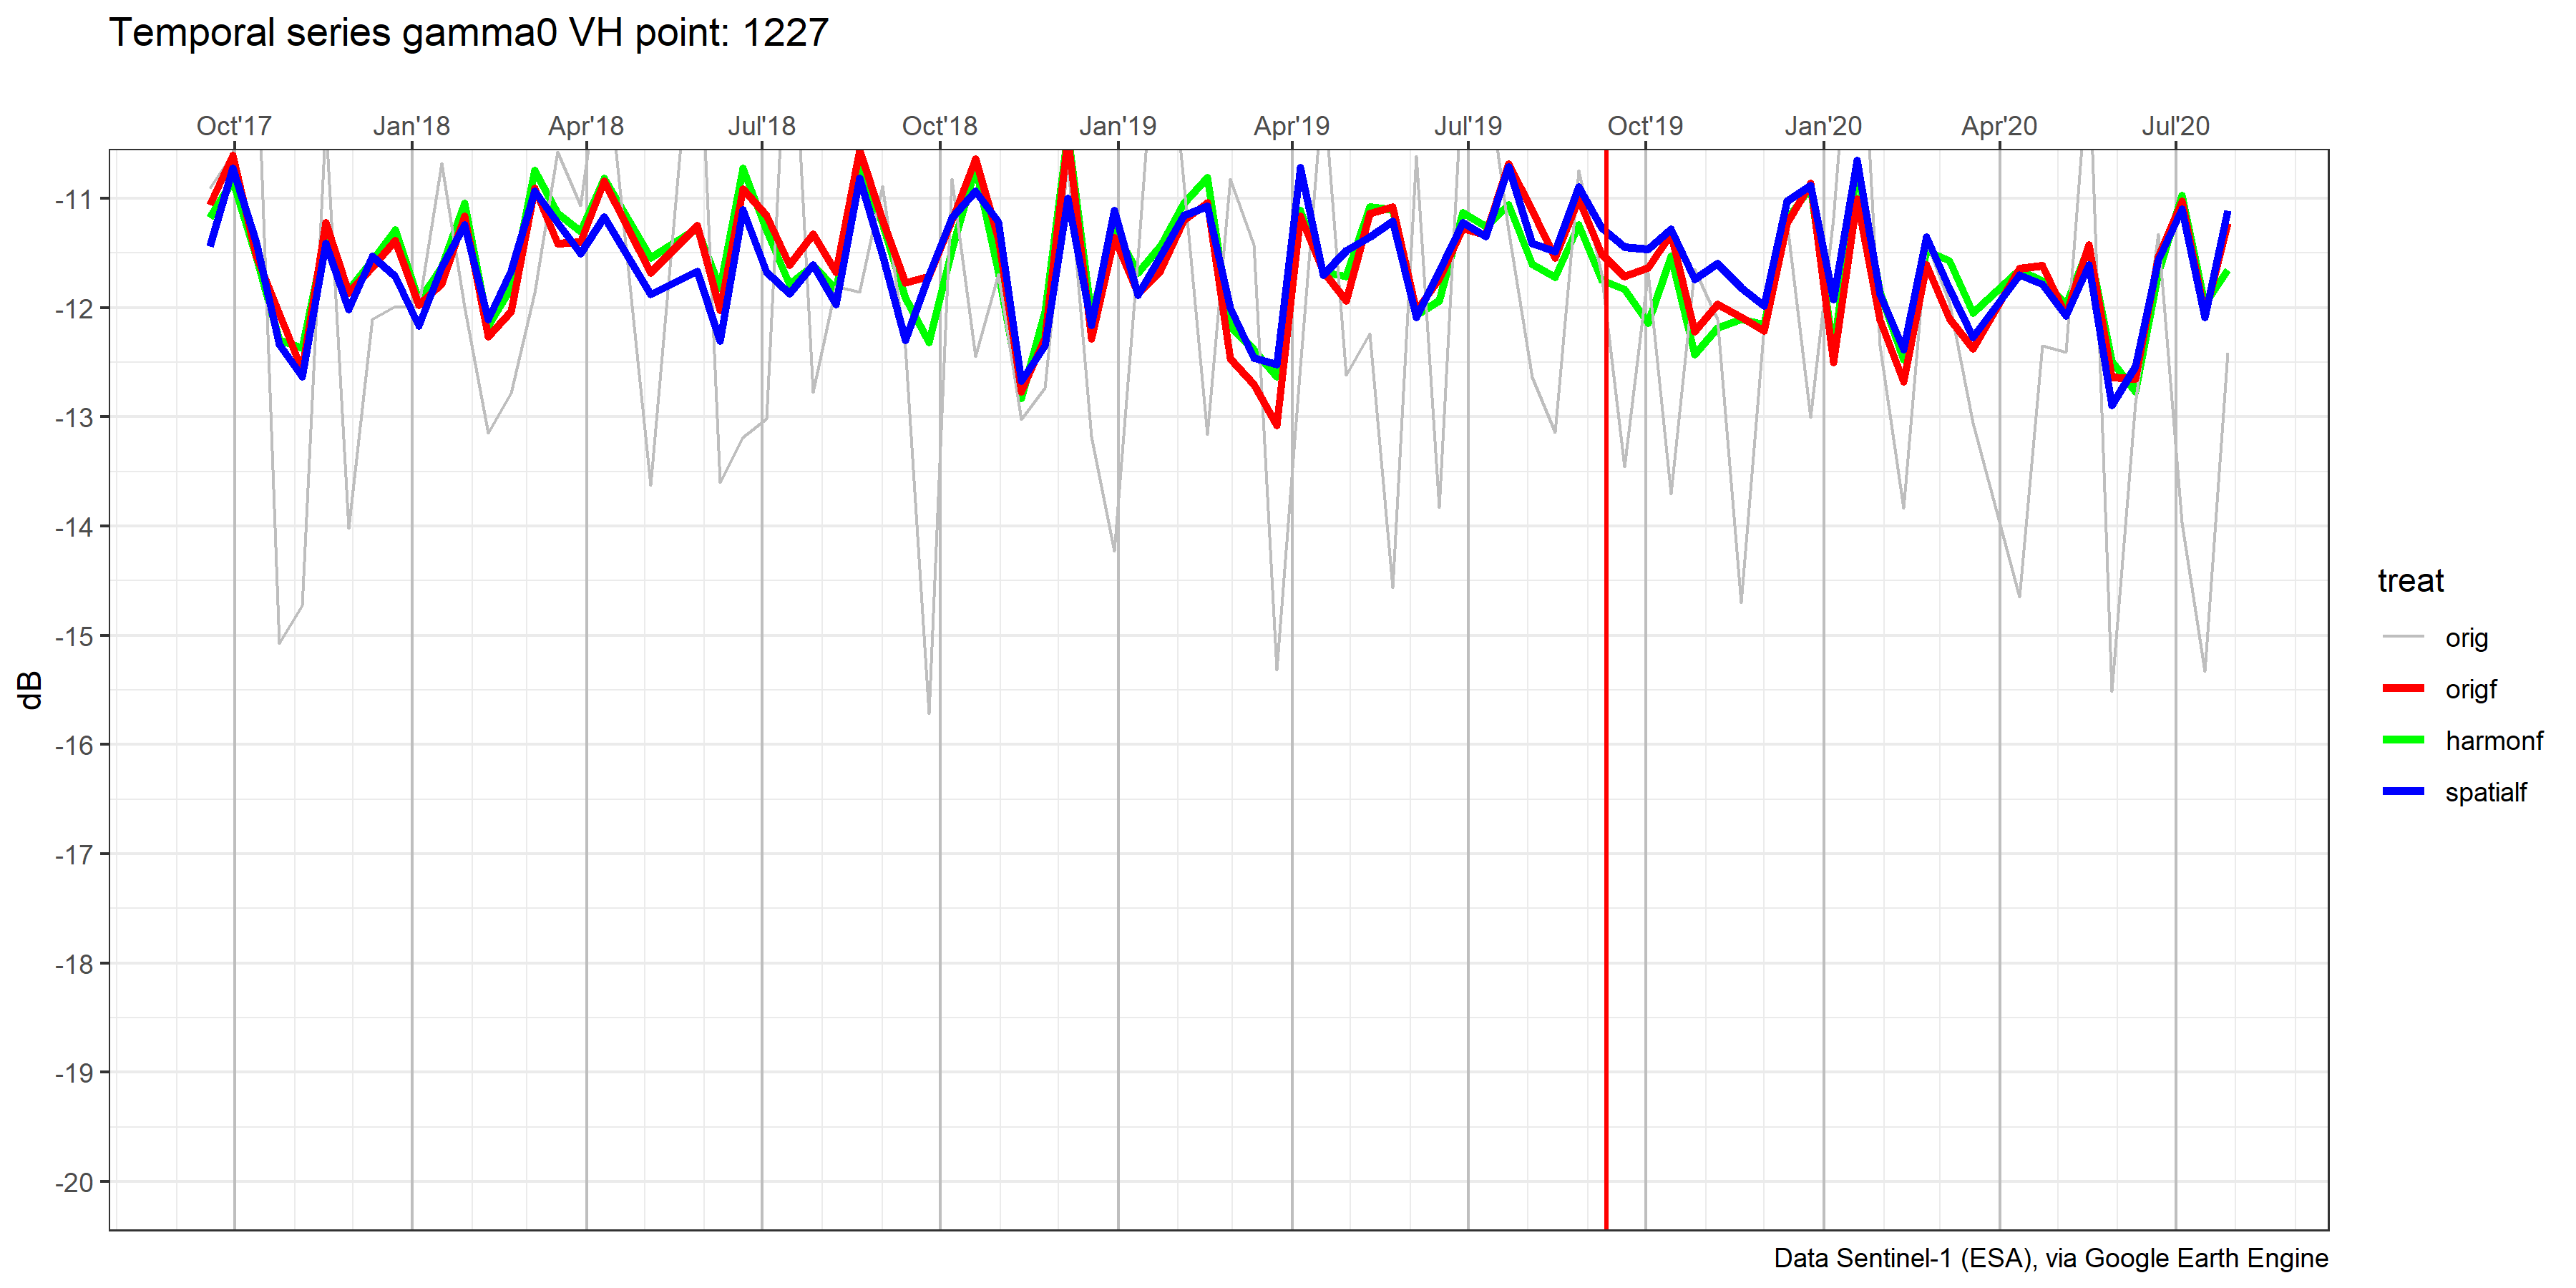 Temporal series gamma0 VH point: 1227
Oct'17 Jan'18 Apr'18 Jul'18 Oct'18 Jan'19 Apr'19 Jul'19 Oct'19 Jan'20 Apr'20 Jul'20
-11
-12
-13
-14
-15
-16
-17
-18
-19
-20
dB
treat
orig
origf
harmonf
spatialf
Data Sentinel-1 (ESA), via Google Earth Engine